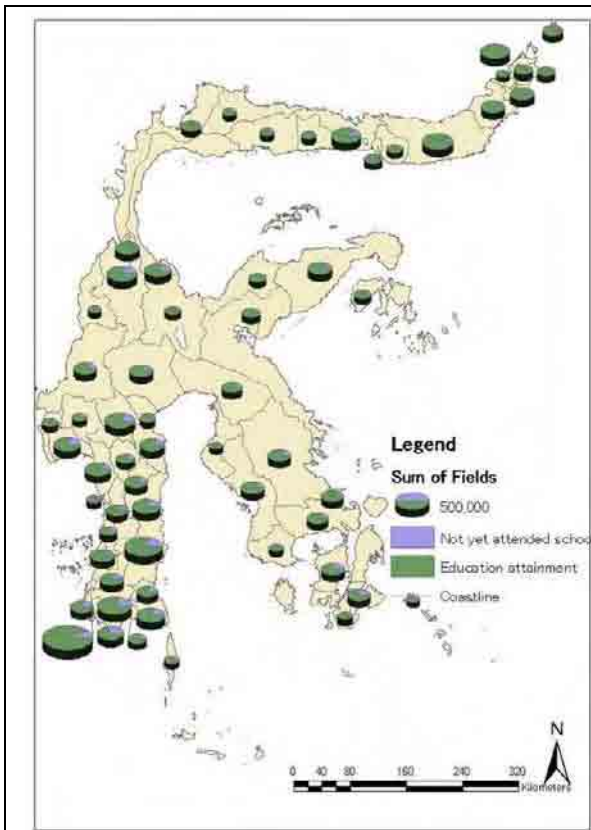 Legend
Sum of Fields
500,000
Not yet attended schoo
Education attainment
Coastline
N
0 40 80 160 240 320
Kilometers